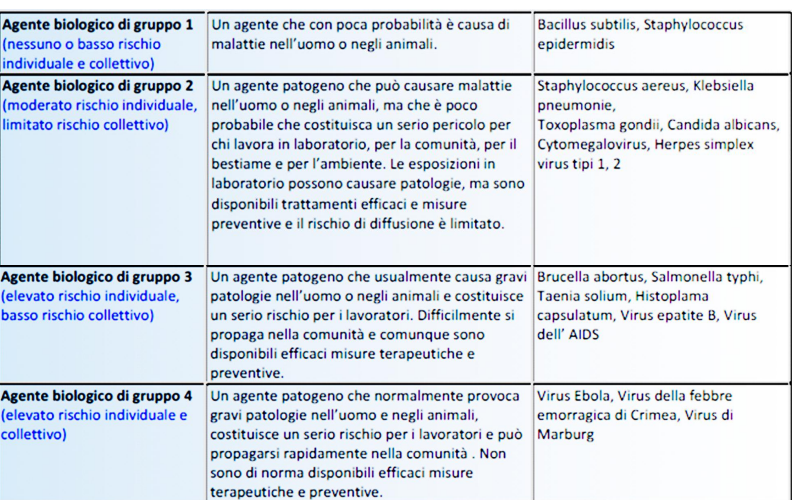 Agente biologico di gruppo 1
(nessuno o basso rischio
individuale e collettivo)
Un agente che con poca probabilità è causa di
malattie nell'uomo o negli animali.
Bacillus subtilis, Staphylococcus
epidermidis
Agente biologico di gruppo 2
(moderato rischio individuale,
limitato rischio collettivo)
Un agente patogeno che può causare malattie
nell'uomo o negli animali, ma che è poco
probabile che costituisca un serio pericolo per
chi lavora in laboratorio, per la comunità, per il
bestiame e per l'ambiente. Le esposizioni in
laboratorio possono causare patologie, ma sono
disponibili trattamenti efficaci e misure
preventive e il rischio di diffusione è limitato.
Staphylococcus aereus, Klebsiella
pneumonie,
Toxoplasma gondii, Candida albicans,
Cytomegalovirus, Herpes simplex
virus tipi 1, 2
Agente biologico di gruppo 3
(elevato rischio individuale,
basso rischio collettivo)
Un agente patogeno che usualmente causa gravi
patologie nell'uomo o negli animali e costituisce
un serio rischio per i lavoratori. Difficilmente si
propaga nella comunità e comunque sono
disponibili efficaci misure terapeutiche e
preventive.
Brucella abortus, Salmonella typhi,
Taenia solium, Histoplama
capsulatum, Virus epatite B, Virus
dell' AIDS
Agente biologico di gruppo 4
(elevato rischio individuale e
collettivo)
Un agente patogeno che normalmente provoca
gravi patologie nell'uomo e negli animali,
costituisce un serio rischio per i lavoratori e può
propagarsi rapidamente nella comunità . Non
sono di norma disponibili efficaci misure
terapeutiche e preventive.
Virus Ebola, Virus della febbre
emorragica di Crimea, Virus di
Marburg